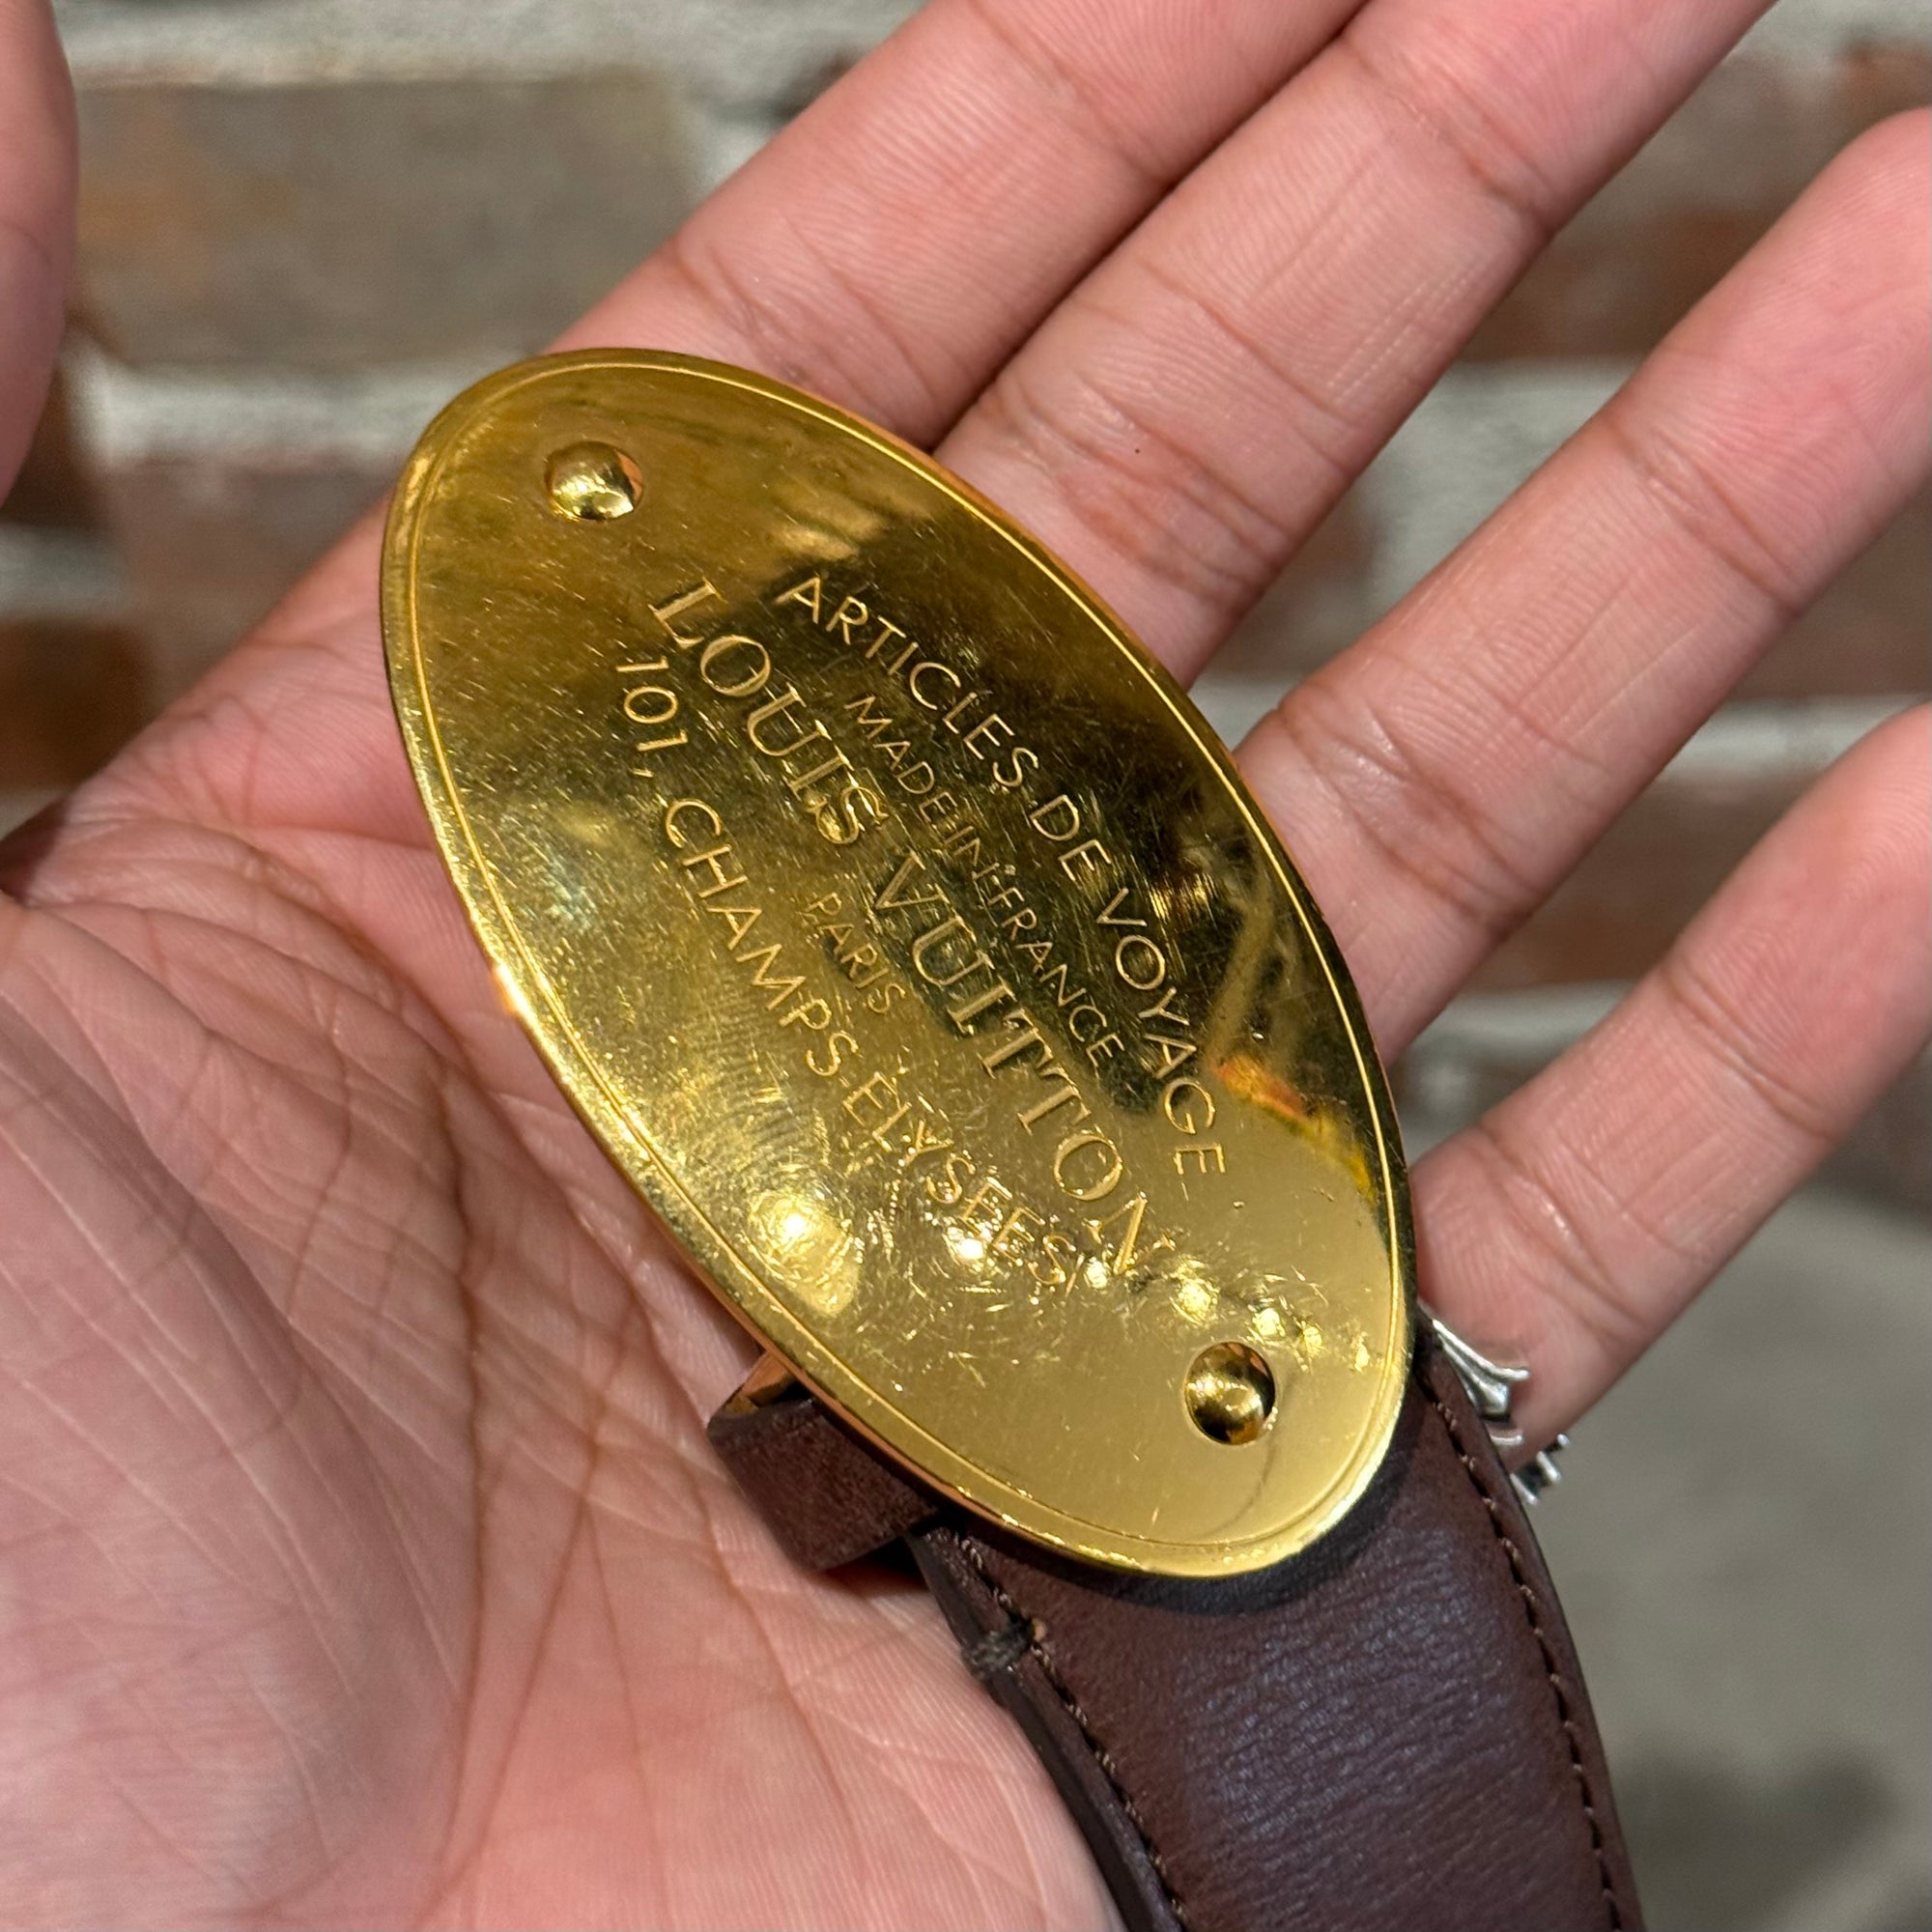 ARTICLES DE VOYAGE
MADE IN FRANCE
LOUIS VUITTON
PARIS
101, CHAMPS-ELYSEES